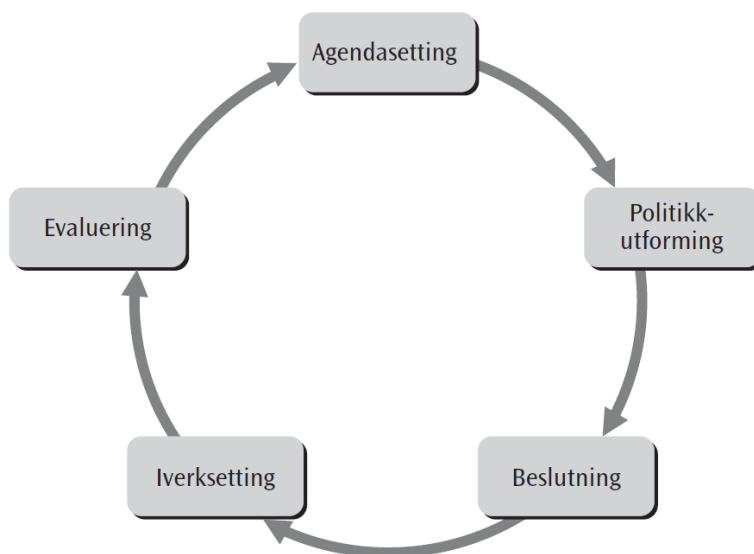 Agendasetting
Politikk-
utforming
Beslutning
Iverksetting
Evaluering